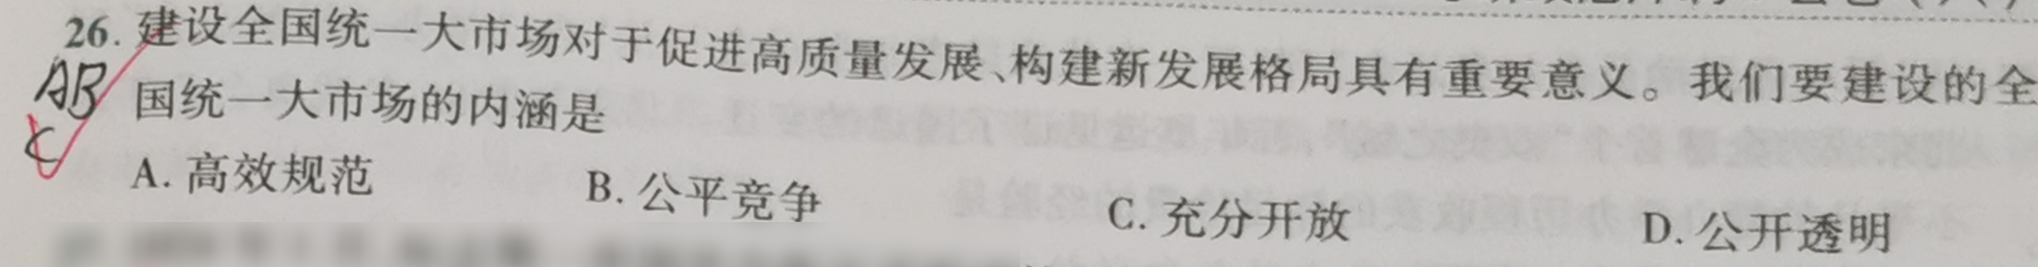 26. 建设全国统一大市场对于促进高质量发展、构建新发展格局具有重要意义。我们要建设的全
AB
国统一大市场的内涵是
C
A. 高效规范 B. 公平竞争 C. 充分开放 D. 公开透明